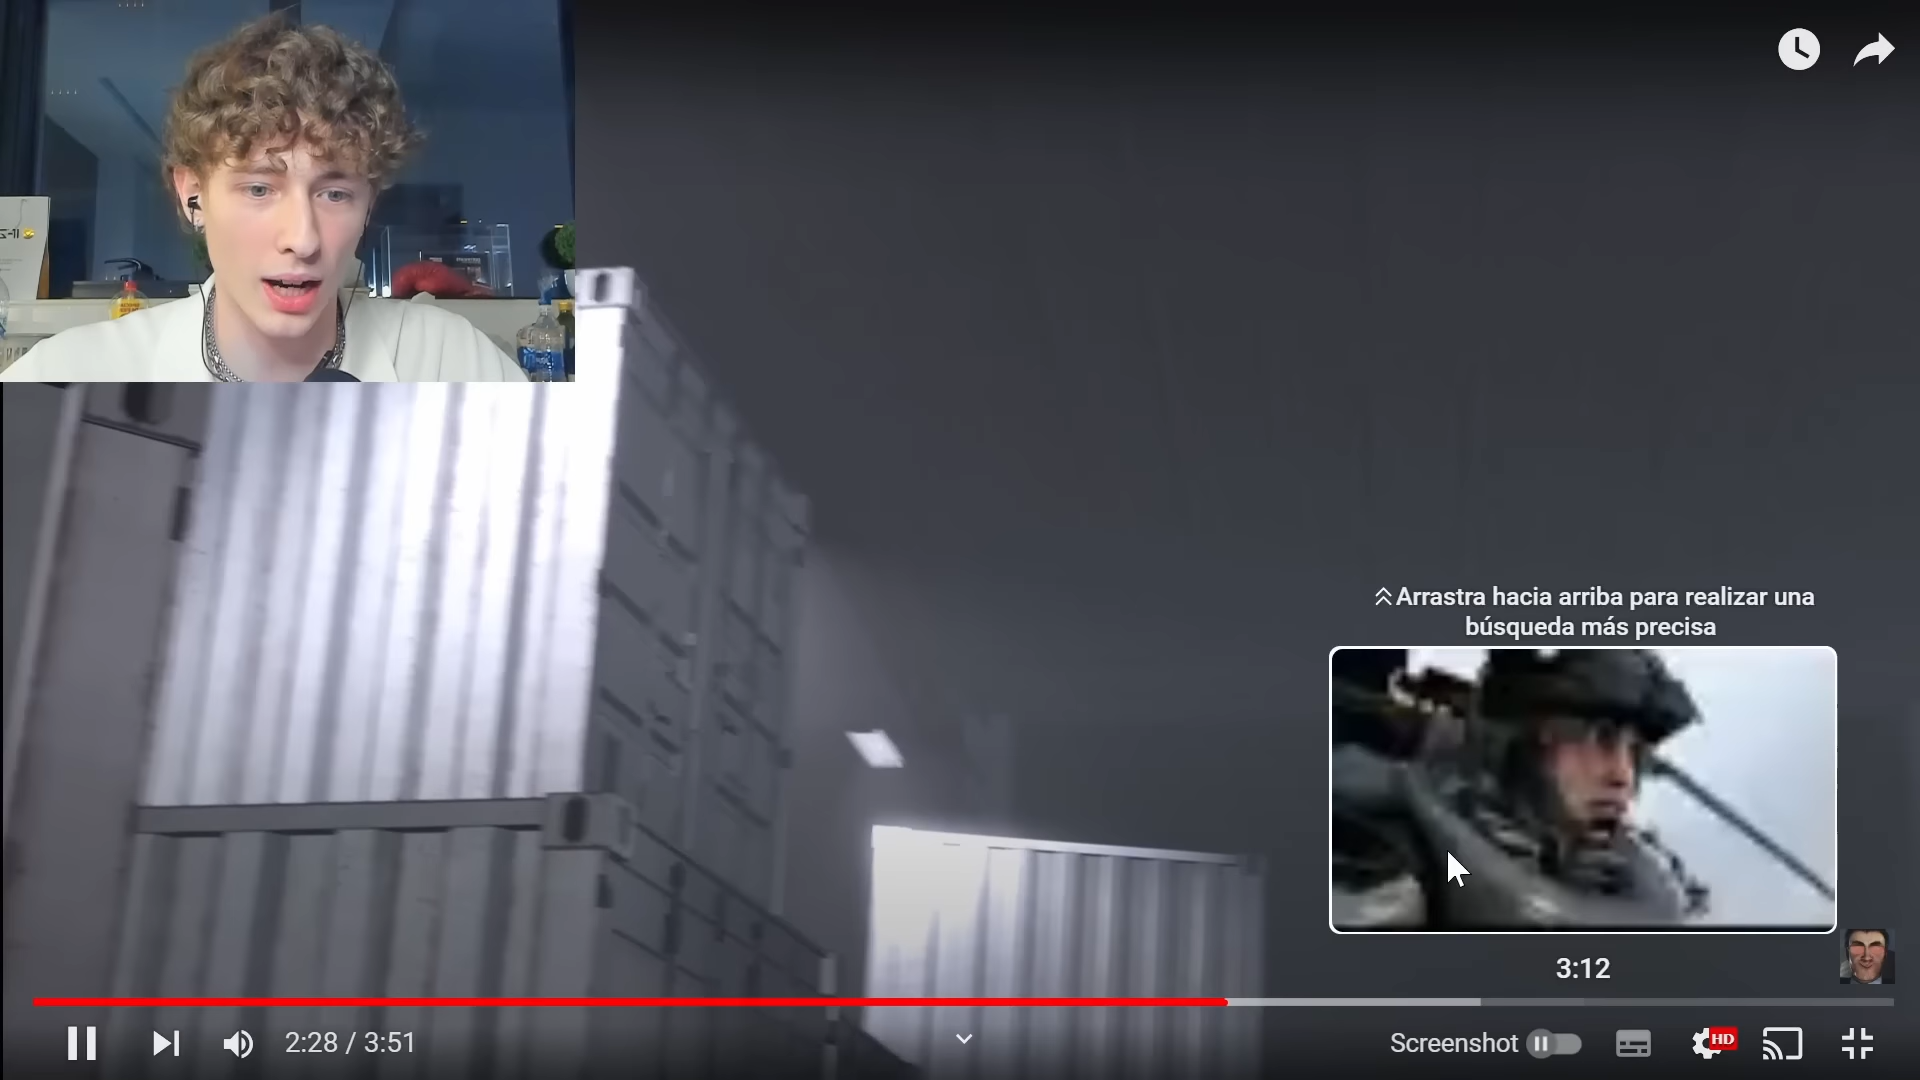 Arrastra hacia arriba para realizar una
búsqueda más precisa
3:12
2:28 / 3:51
Screenshot
HD